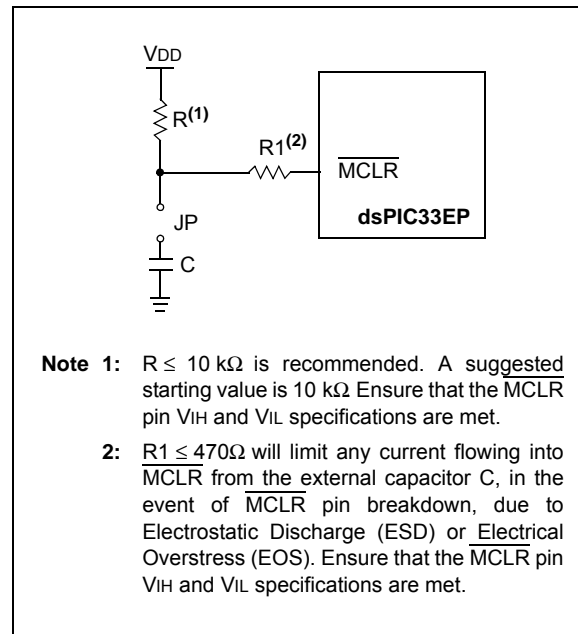 VDD
R(1)
R1(2)
MCLR
dsPIC33EP
JP
C
Note 1: R ≤ 10 kΩ is recommended. A suggested
starting value is 10 kΩ Ensure that the MCLR
pin VIH and VIL specifications are met.
2: R1 ≤ 470Ω will limit any current flowing into
MCLR from the external capacitor C, in the
event of MCLR pin breakdown, due to
Electrostatic Discharge (ESD) or Electrical
Overstress (EOS). Ensure that the MCLR pin
VIH and VIL specifications are met.